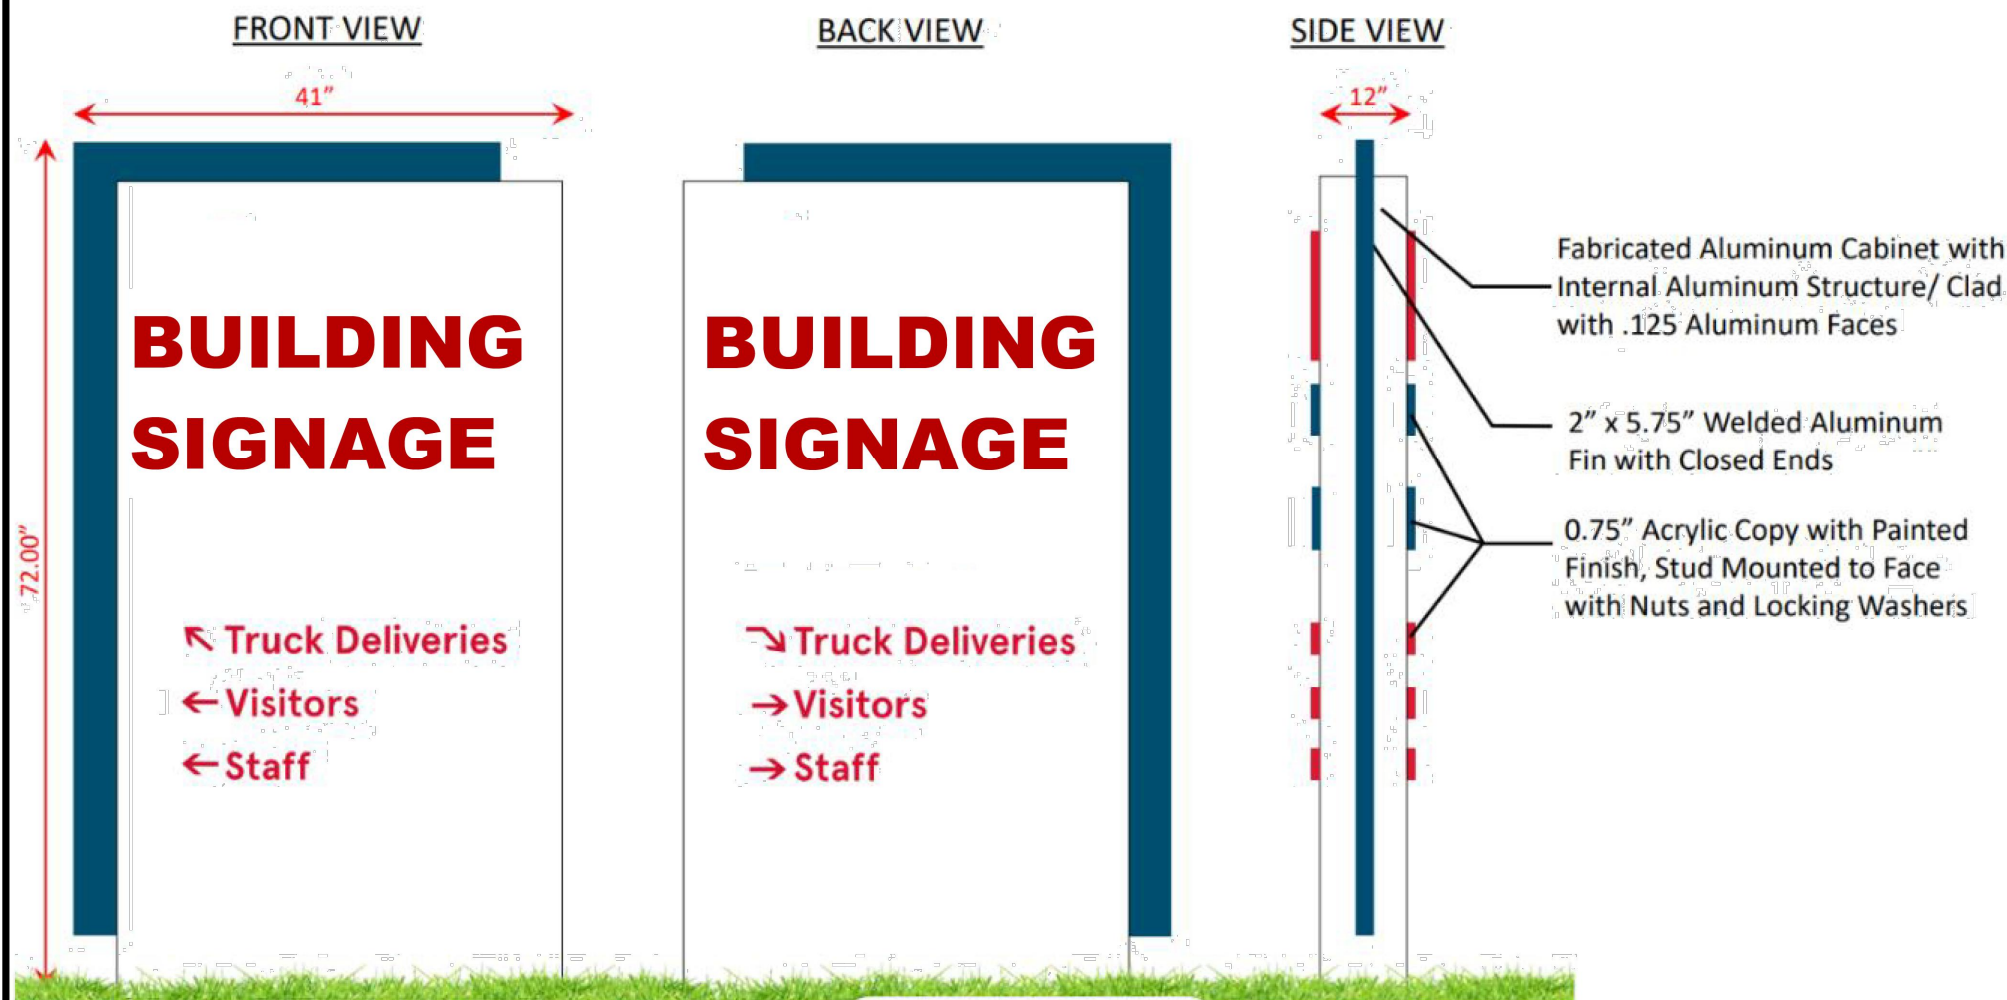 FRONT VIEW
BACK VIEW
SIDE VIEW
41”
12”
72.00”
BUILDING
SIGNAGE
Truck Deliveries
Visitors
Staff
BUILDING
SIGNAGE
Truck Deliveries
Visitors
Staff
Fabricated Aluminum Cabinet with
Internal Aluminum Structure/ Clad
with .125 Aluminum Faces
2” x 5.75” Welded Aluminum
Fin with Closed Ends
0.75” Acrylic Copy with Painted
Finish, Stud Mounted to Face
with Nuts and Locking Washers